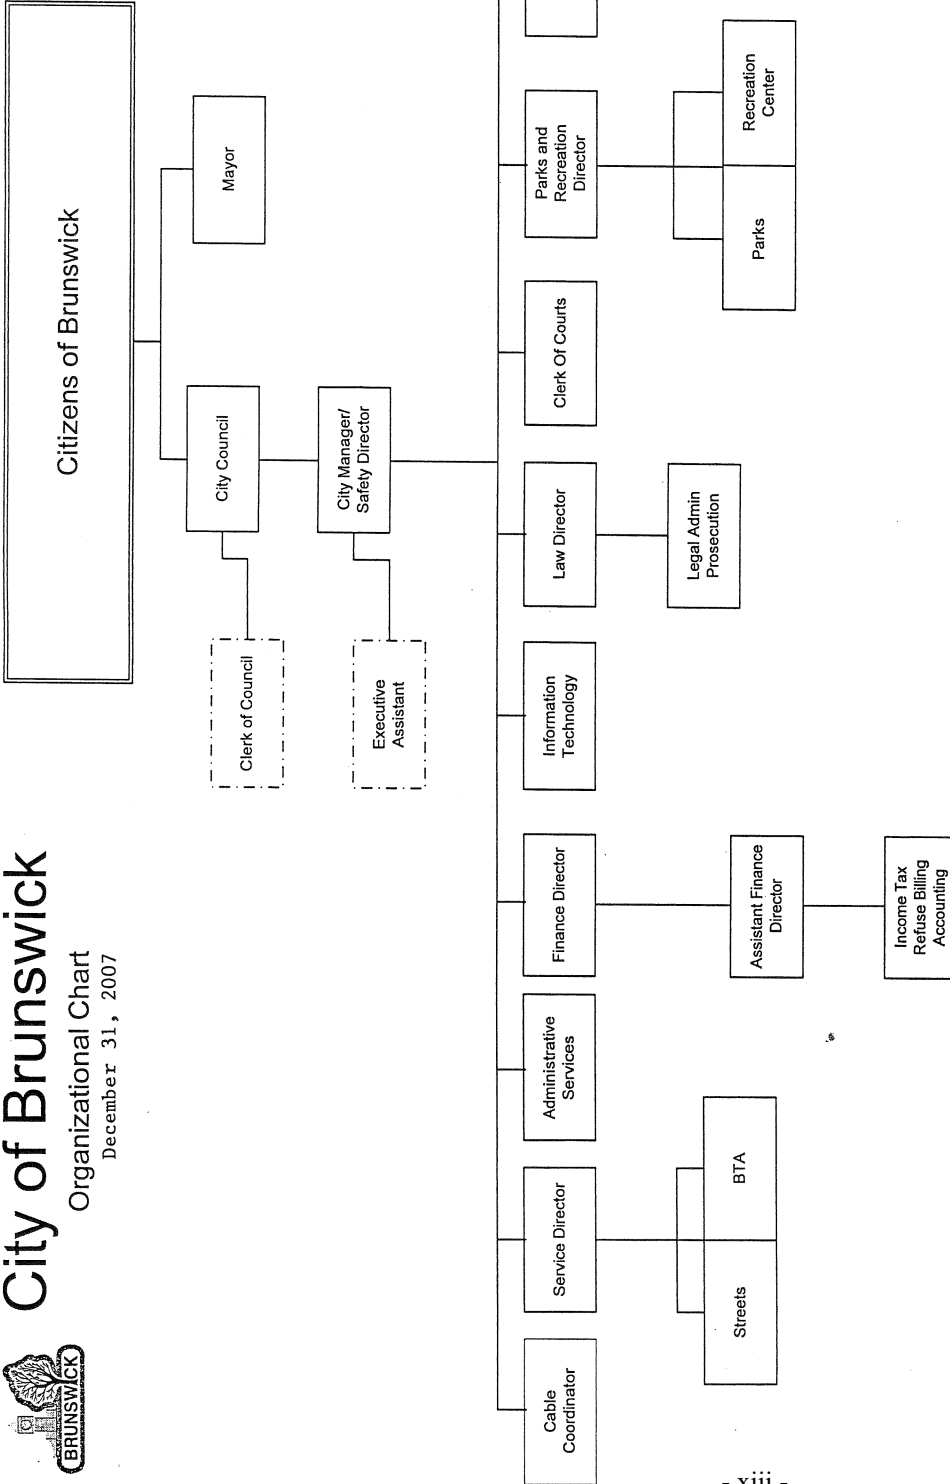 BRUNSWICK
City of Brunswick
Organizational Chart
December 31, 2007
Citizens of Brunswick
City Council
Mayor
Clerk of Council
City Manager/
Safety Director
Executive
Assistant
Cable
Coordinator
Service Director
Administrative
Services
Finance Director
Information
Technology
Law Director
Clerk Of Courts
Parks and
Recreation
Director
Streets
BTA
Assistant Finance
Director
Legal Admin
Prosecution
Parks
Recreation
Center
Income Tax
Refuse Billing
Accounting
- xiii -